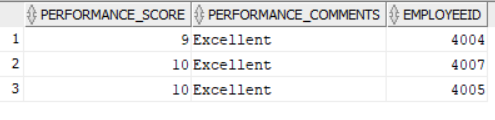 PERFORMANCE_SCORE PERFORMANCE_COMMENTS EMPLOYEEID
1 9 Excellent 4004
2 10 Excellent 4007
3 10 Excellent 4005